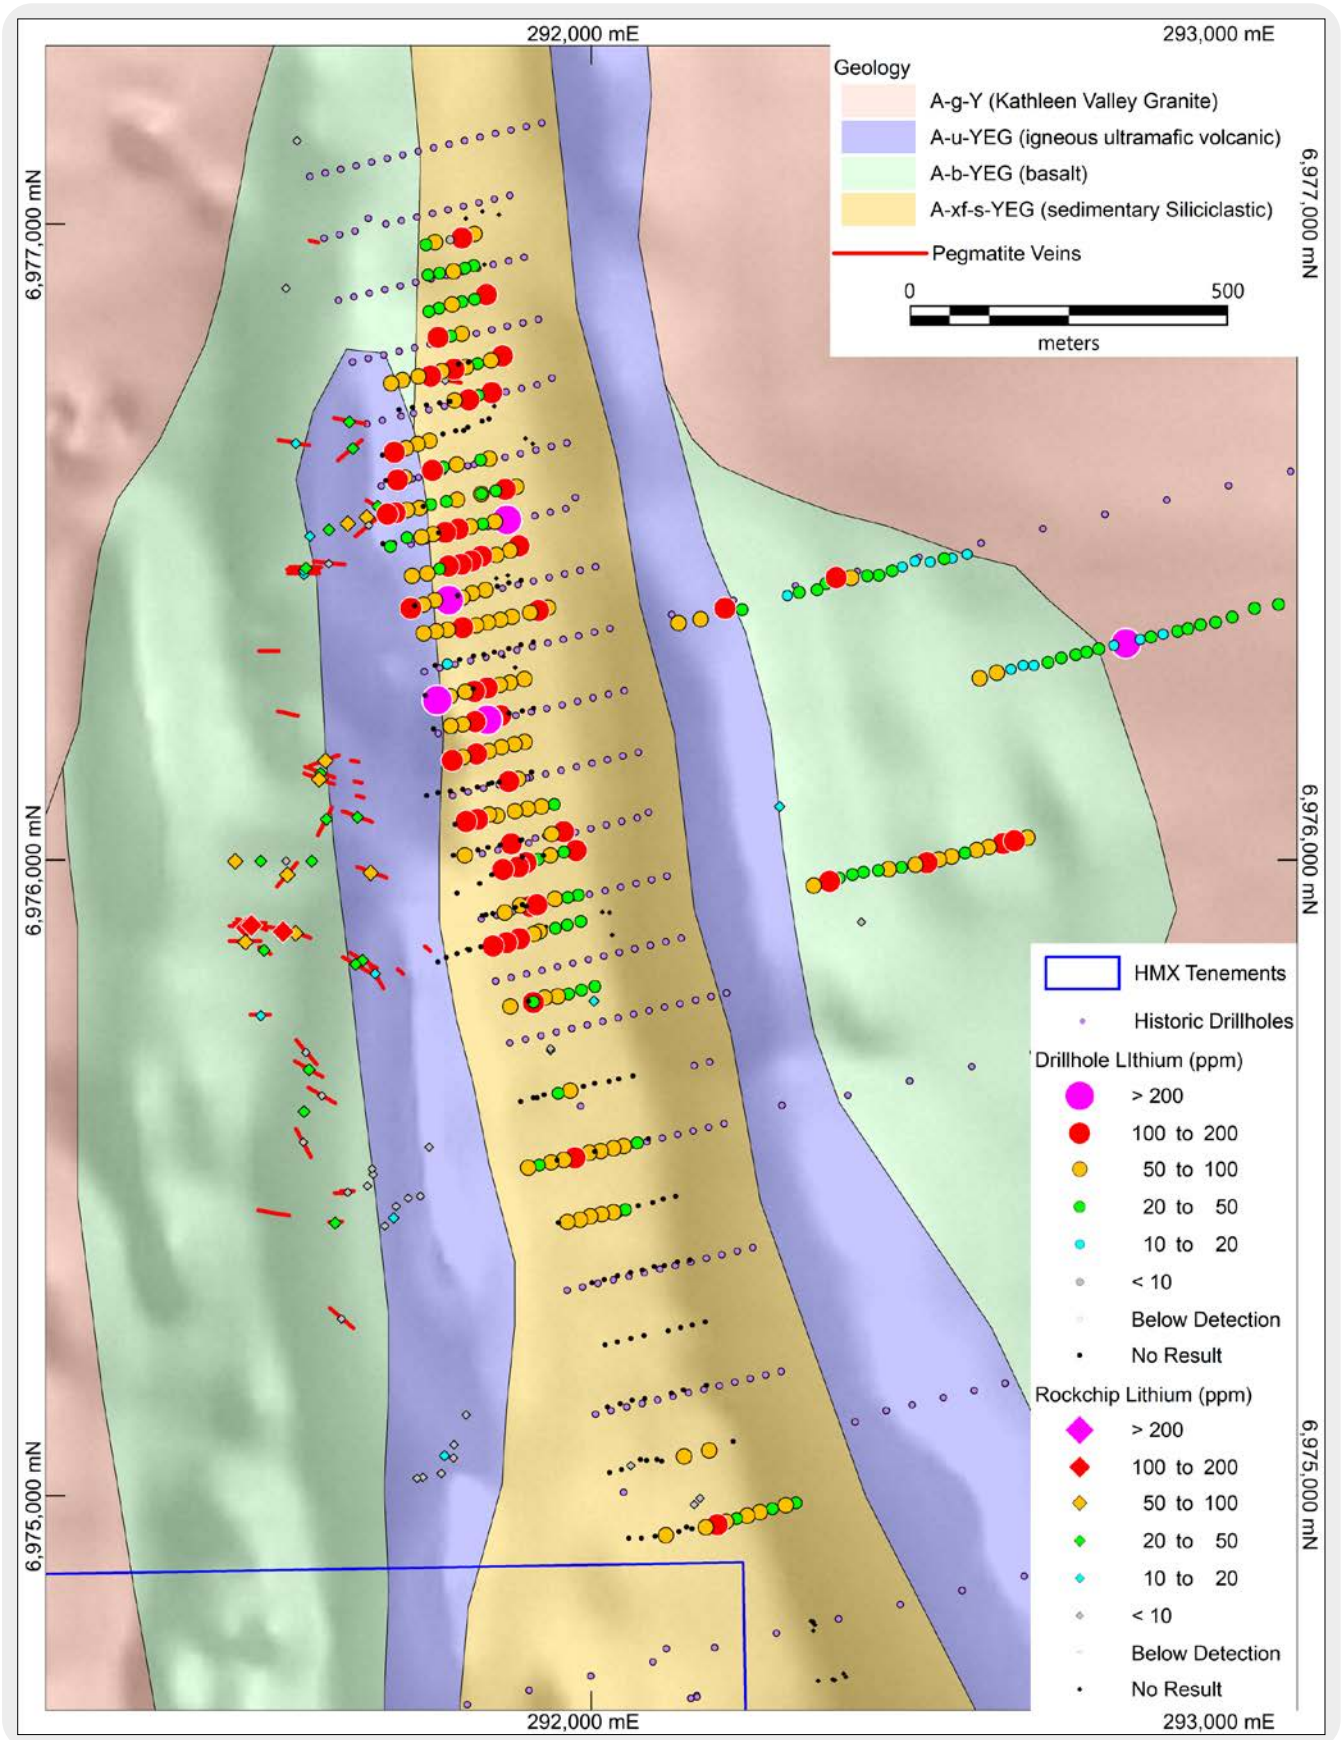 292,000 mE
293,000 mE
Geology
A-g-Y (Kathleen Valley Granite)
A-u-YEG (igneous ultramafic volcanic)
A-b-YEG (basalt)
A-xf-s-YEG (sedimentary Siliciclastic)
Pegmatite Veins
0
500
meters
6,977,000 mN
6,977,000 mN
6,976,000 mN
6,976,000 mN
HMX Tenements
Historic Drillholes
Drillhole LIthium (ppm)
> 200
100 to 200
50 to 100
20 to 50
10 to 20
< 10
Below Detection
No Result
Rockchip Lithium (ppm)
> 200
100 to 200
50 to 100
20 to 50
10 to 20
< 10
Below Detection
No Result
6,975,000 mN
6,975,000 mN
292,000 mE
293,000 mE